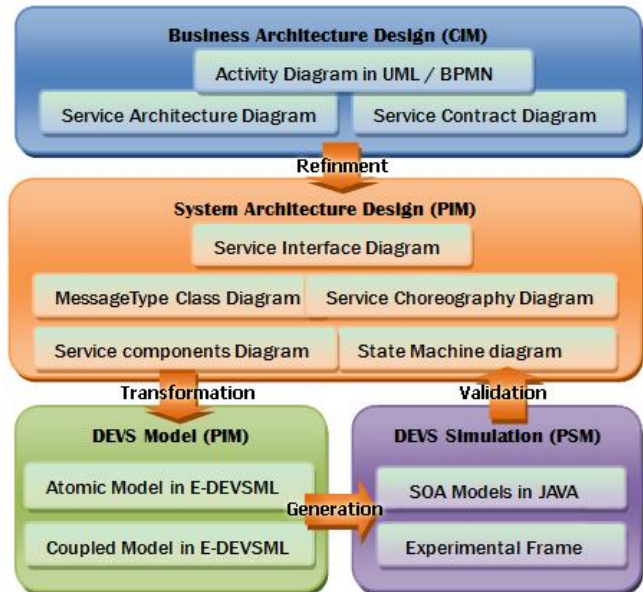 Business Architecture Design (CIM)
Activity Diagram in UML / BPMN
Service Architecture Diagram
Service Contract Diagram
Refinment
System Architecture Design (PIM)
Service Interface Diagram
MessageType Class Diagram
Service Choreography Diagram
Service components Diagram
State Machine diagram
Transformation
Validation
DEVS Model (PIM)
Atomic Model in E-DEVSML
Coupled Model in E-DEVSML
Generation
DEVS Simulation (PSM)
SOA Models in JAVA
Experimental Frame